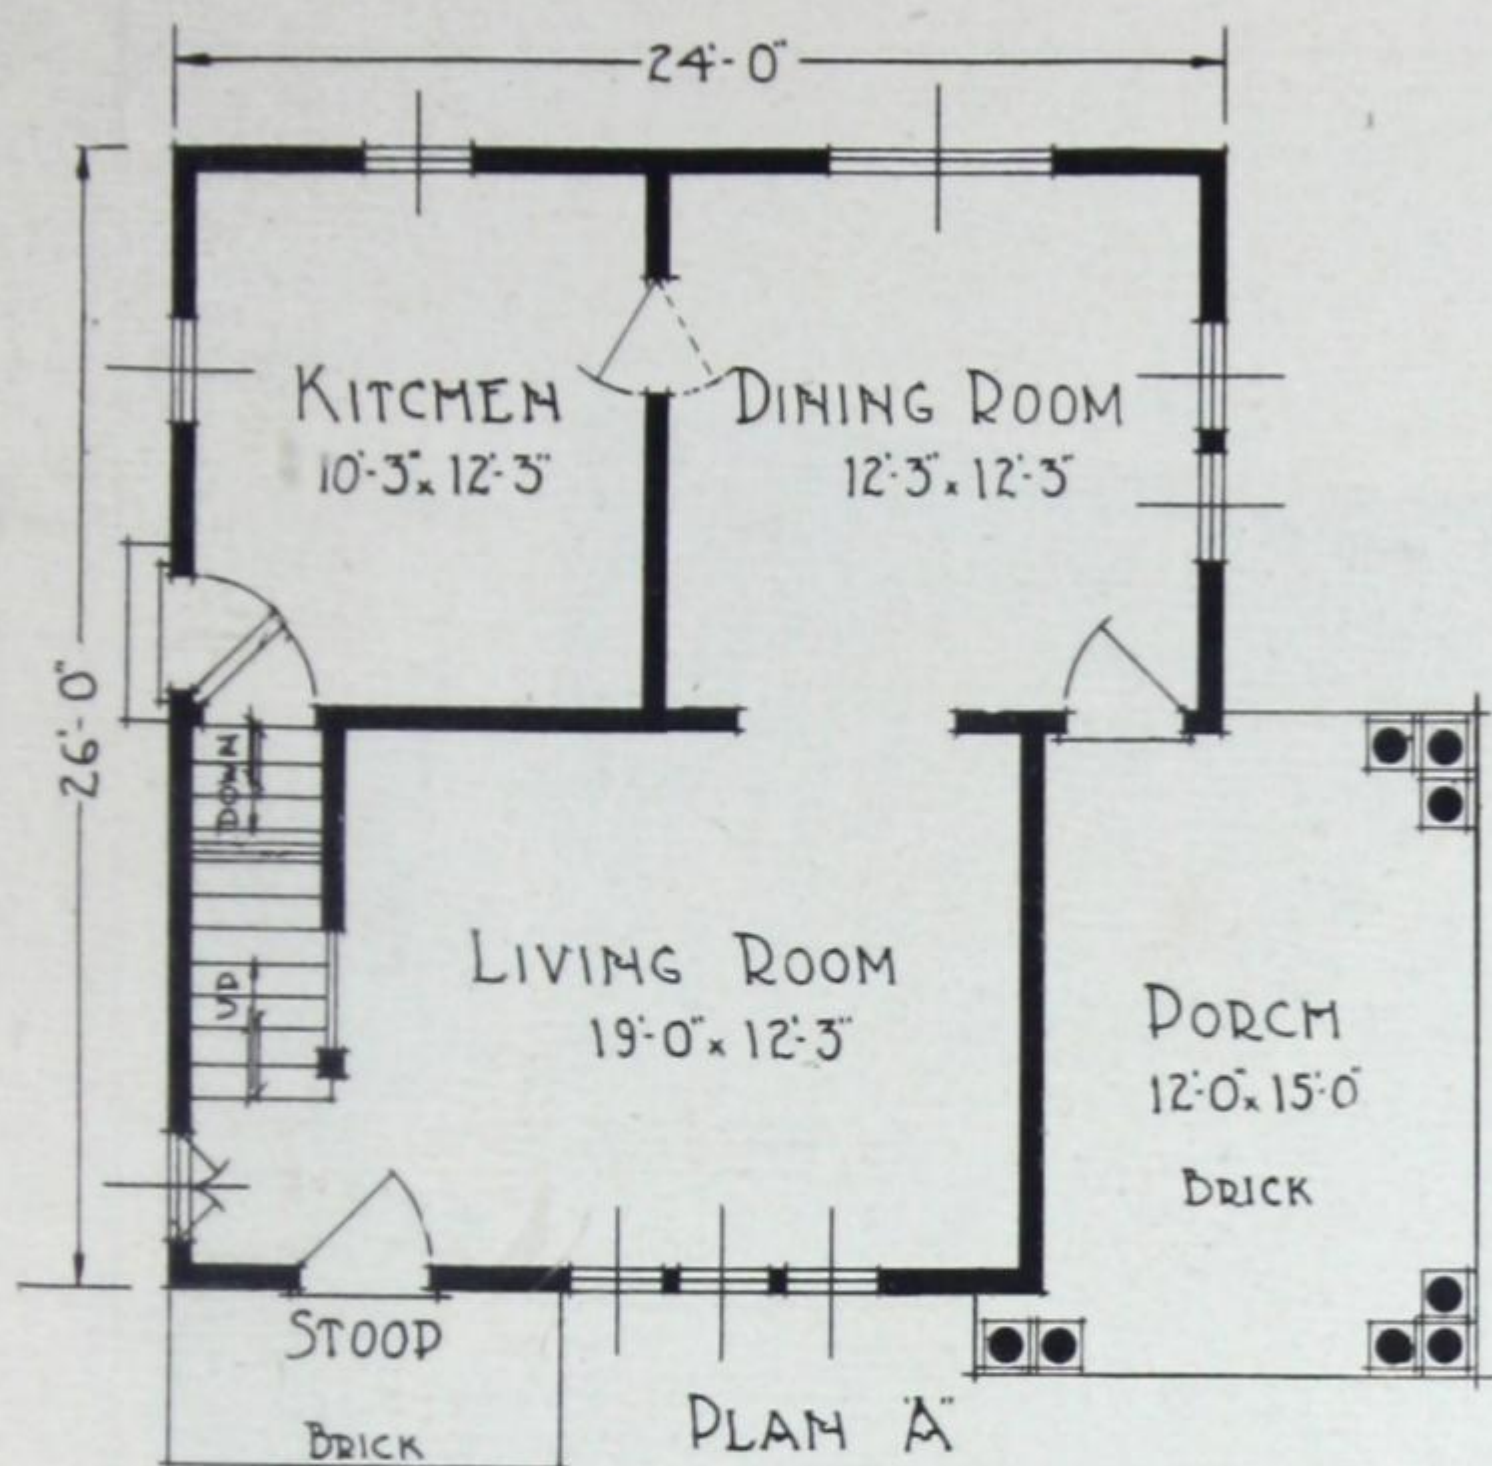 24'-0"
KITCHEN
10'-3" x 12'-3"
DINING ROOM
12'-3" x 12'-3"
26'-0"
DOWN
UP
LIVING ROOM
19'-0" x 12'-3"
PORCH
12'-0" x 15'-0"
BRICK
STOOP
BRICK
PLAN "A"